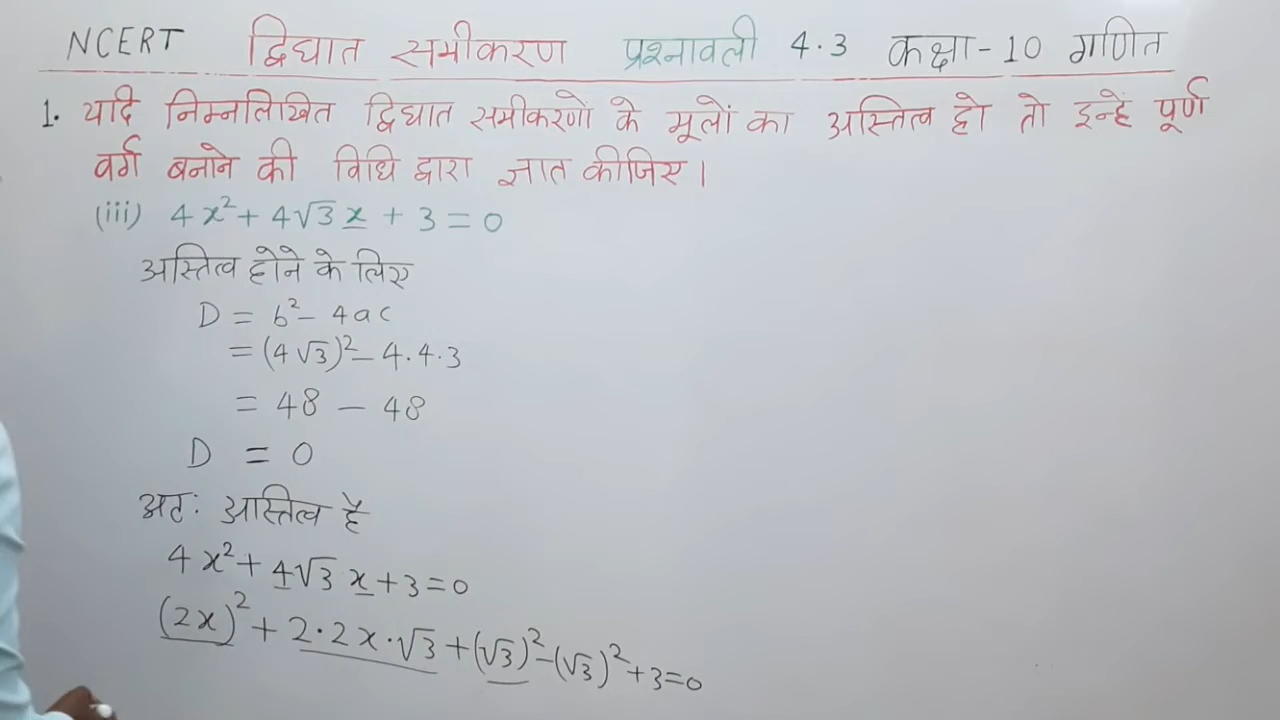 NCERT द्विघात समीकरण प्रश्नावली 4.3 कक्षा-10 गणित
1. यदि निम्नलिखित द्विघात समीकरणों के मूलों का अस्तित्व हो तो इन्हें पूर्ण
वर्ग बनाने की विधि द्वारा ज्ञात कीजिए।
(iii) 4x² + 4√3 x + 3 = 0
अस्तित्व होने के लिए
D = b² - 4ac
= (4√3)² - 4.4.3
= 48 - 48
D = 0
अट: अस्तित्व है
4x² + 4√3 x + 3 = 0
(2x)² + 2·2x·√3 + (√3)² - (√3)² + 3 = 0